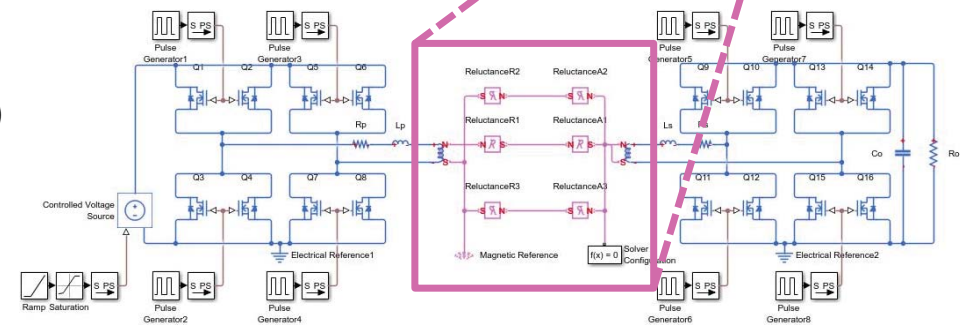 )
S PS
S PS
S PS
S PS
Pulse
Generator1
Pulse
Generator3
Pulse
Generator5
Pulse
Generator7
Q1
Q2
Q5
Q6
ReluctanceR2
ReluctanceA2
Q9
Q10
Q13
Q14
S
N
S
N
Rp
Lp
ReluctanceR1
ReluctanceA1
Ls
N
N
S
N
S
N
S
S
Co
Ro
Q3
Q4
Q7
Q8
ReluctanceR3
ReluctanceA3
Q11
Q12
Q15
Q16
Controlled Voltage
Source
S
N
S
N
Electrical Reference1
Magnetic Reference
f(x) = 0
Solver
Configuration
Electrical Reference2
S PS
S PS
S PS
S PS
S PS
Ramp
Saturation
Pulse
Generator2
Pulse
Generator4
Pulse
Generator6
Pulse
Generator8